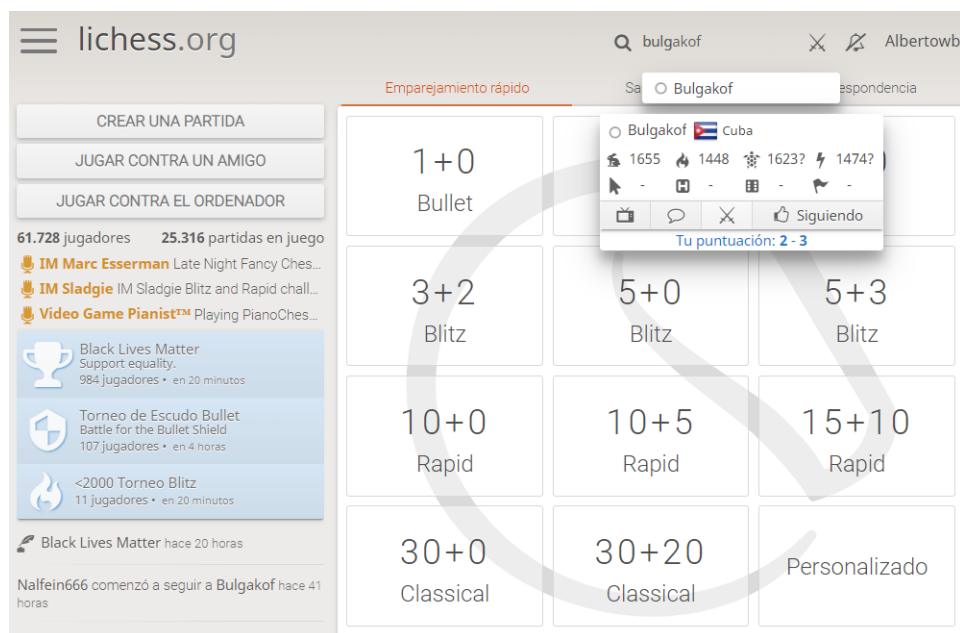 lichess.org
bulgakof
Albertowb
Emparejamiento rápido
Sa
espondencia
Bulgakof
CREAR UNA PARTIDA
JUGAR CONTRA UN AMIGO
JUGAR CONTRA EL ORDENADOR
61.728 jugadores 25.316 partidas en juego
IM Marc Esserman Late Night Fancy Ches...
IM Sladgie IM Sladgie Blitz and Rapid chall...
Video Game Pianist™ Playing PianoChes...
Black Lives Matter
Support equality.
984 jugadores • en 20 minutos
Torneo de Escudo Bullet
Battle for the Bullet Shield
107 jugadores • en 4 horas
<2000 Torneo Blitz
11 jugadores • en 20 minutos
Black Lives Matter hace 20 horas
Nalfein666 comenzó a seguir a Bulgakof hace 41
horas
1+0
Bullet
Bulgakof Cuba
1655 1448 1623? 1474?
- - - -
Siguiendo
Tu puntuación: 2 - 3
3+2
Blitz
5+0
Blitz
5+3
Blitz
10+0
Rapid
10+5
Rapid
15+10
Rapid
30+0
Classical
30+20
Classical
Personalizado